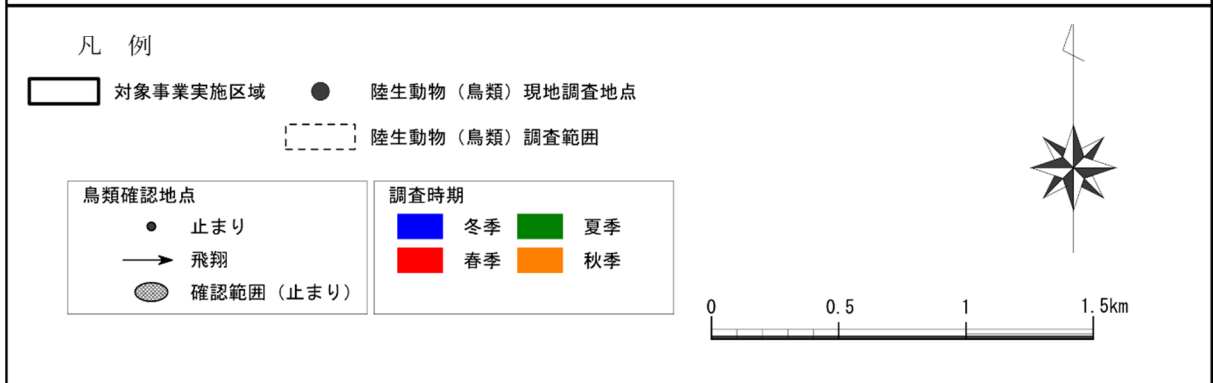 凡 例
対象事業実施区域
陸生動物（鳥類）現地調査地点
陸生動物（鳥類）調査範囲
鳥類確認地点
止まり
飛翔
確認範囲（止まり）
調査時期
冬季
夏季
春季
秋季
0 0.5 1 1.5km